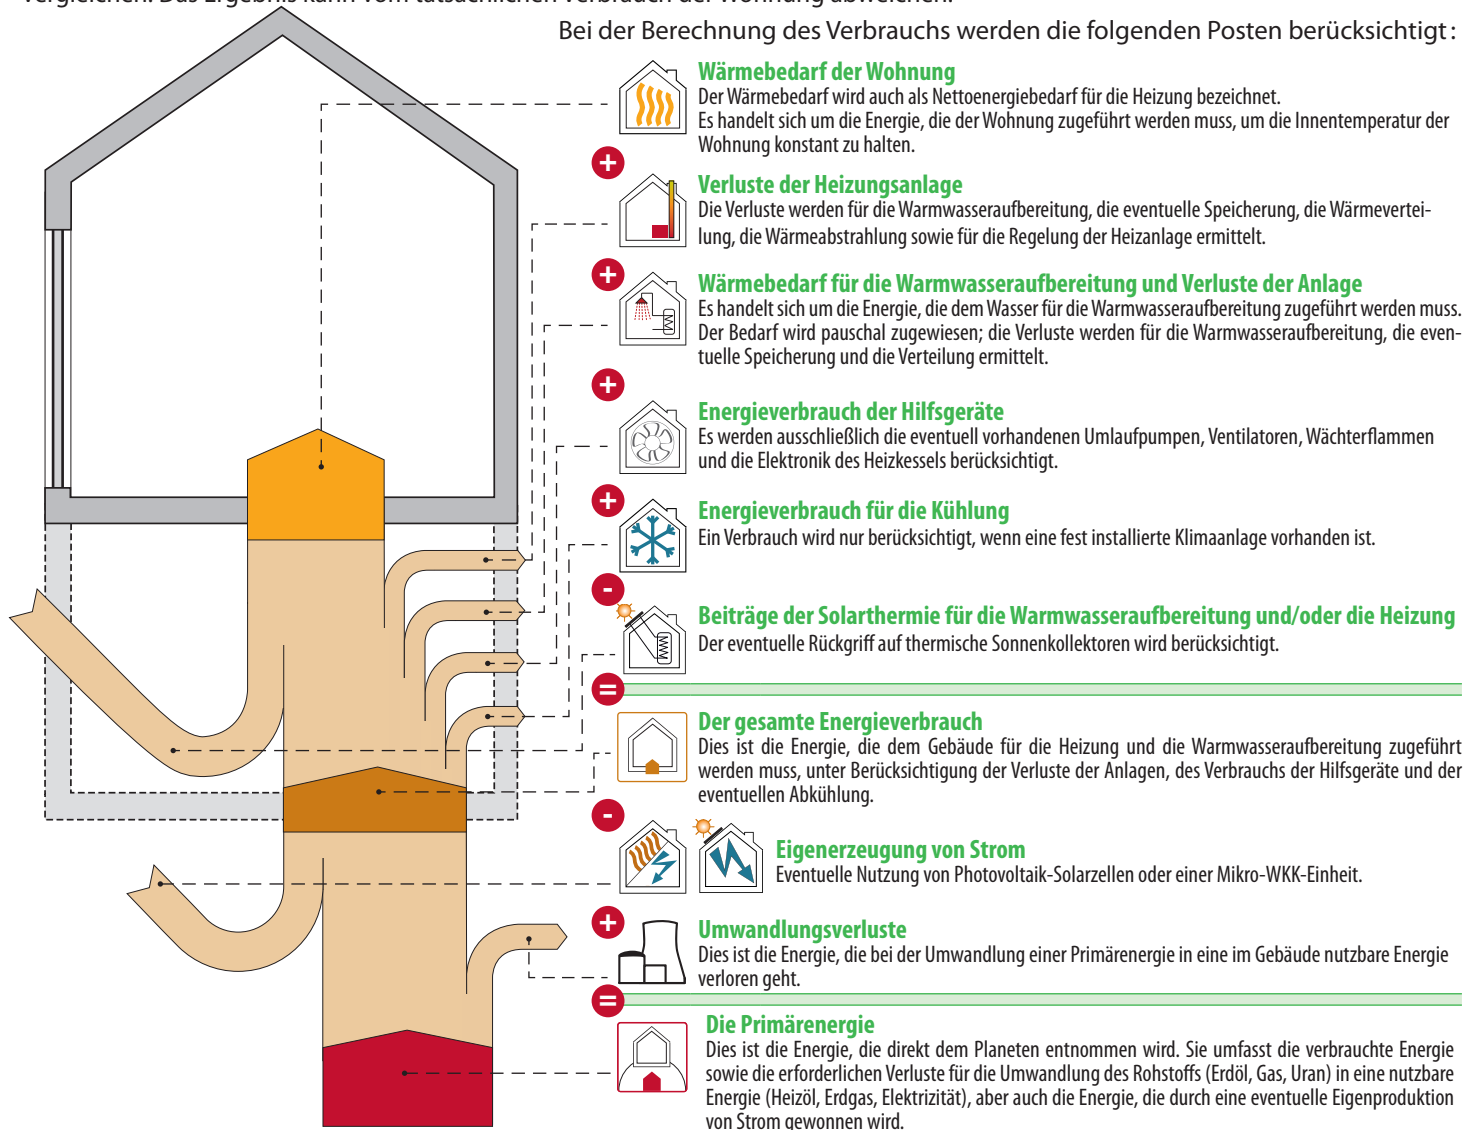 vergleichen. Das Ergebnis kann vom tatsächlichen Verbrauch der Wohnung abweichen.
Bei der Berechnung des Verbrauchs werden die folgenden Posten berücksichtigt :
Wärmebedarf der Wohnung
Der Wärmebedarf wird auch als Nettoenergiebedarf für die Heizung bezeichnet.
Es handelt sich um die Energie, die der Wohnung zugeführt werden muss, um die Innentemperatur der
Wohnung konstant zu halten.
+
Verluste der Heizungsanlage
Die Verluste werden für die Warmwasseraufbereitung, die eventuelle Speicherung, die Wärmevertei-
lung, die Wärmeabstrahlung sowie für die Regelung der Heizanlage ermittelt.
+
Wärmebedarf für die Warmwasseraufbereitung und Verluste der Anlage
Es handelt sich um die Energie, die dem Wasser für die Warmwasseraufbereitung zugeführt werden muss.
Der Bedarf wird pauschal zugewiesen; die Verluste werden für die Warmwasseraufbereitung, die even-
tuelle Speicherung und die Verteilung ermittelt.
+
Energieverbrauch der Hilfsgeräte
Es werden ausschließlich die eventuell vorhandenen Umlaufpumpen, Ventilatoren, Wächterflammen
und die Elektronik des Heizkessels berücksichtigt.
+
Energieverbrauch für die Kühlung
Ein Verbrauch wird nur berücksichtigt, wenn eine fest installierte Klimaanlage vorhanden ist.
-
Beiträge der Solarthermie für die Warmwasseraufbereitung und/oder die Heizung
Der eventuelle Rückgriff auf thermische Sonnenkollektoren wird berücksichtigt.
=
Der gesamte Energieverbrauch
Dies ist die Energie, die dem Gebäude für die Heizung und die Warmwasseraufbereitung zugeführt
werden muss, unter Berücksichtigung der Verluste der Anlagen, des Verbrauchs der Hilfsgeräte und der
eventuellen Abkühlung.
-
Eigenerzeugung von Strom
Eventuelle Nutzung von Photovoltaik-Solarzellen oder einer Mikro-WKK-Einheit.
+
Umwandlungsverluste
Dies ist die Energie, die bei der Umwandlung einer Primärenergie in eine im Gebäude nutzbare Energie
verloren geht.
=
Die Primärenergie
Dies ist die Energie, die direkt dem Planeten entnommen wird. Sie umfasst die verbrauchte Energie
sowie die erforderlichen Verluste für die Umwandlung des Rohstoffs (Erdöl, Gas, Uran) in eine nutzbare
Energie (Heizöl, Erdgas, Elektrizität), aber auch die Energie, die durch eine eventuelle Eigenproduktion
von Strom gewonnen wird.